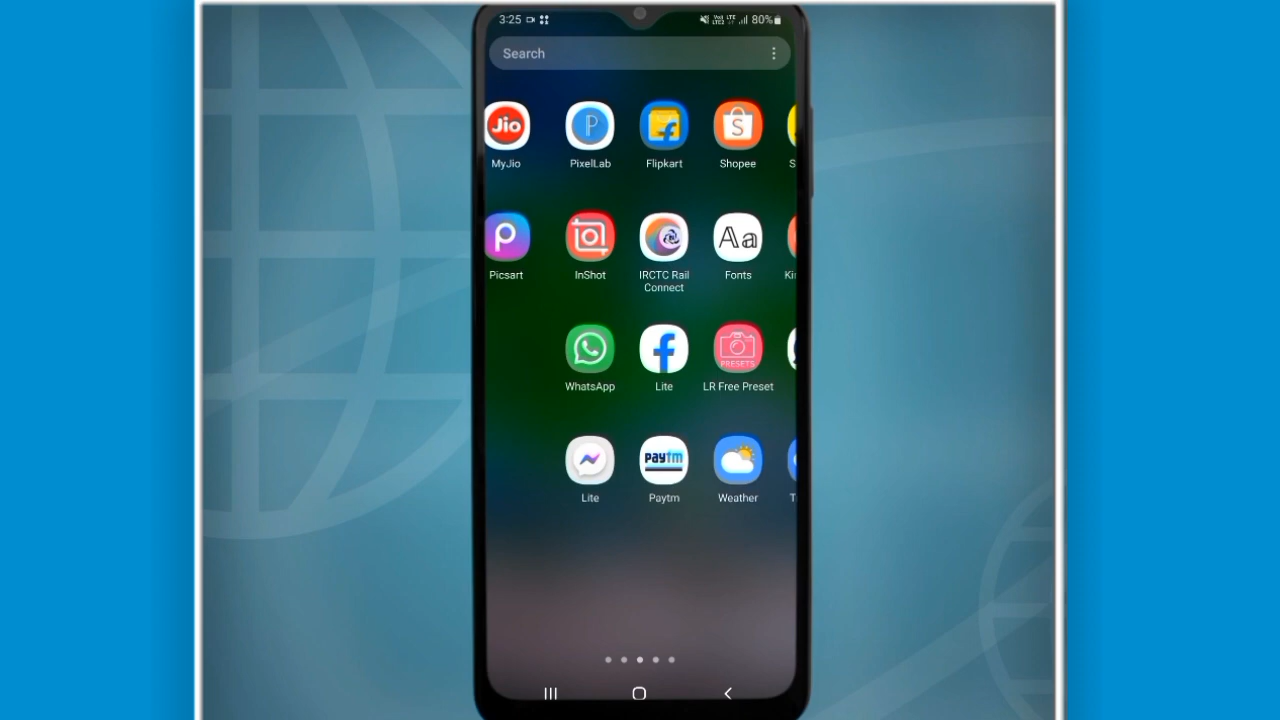 3:25
80%
Search
Jio
P
S
MyJio
PixelLab
Flipkart
Shopee
S
Aa
Picsart
InShot
IRCTC Rail
Connect
Fonts
Ki
PRESETS
WhatsApp
Lite
LR Free Preset
paytm
Lite
Paytm
Weather
T